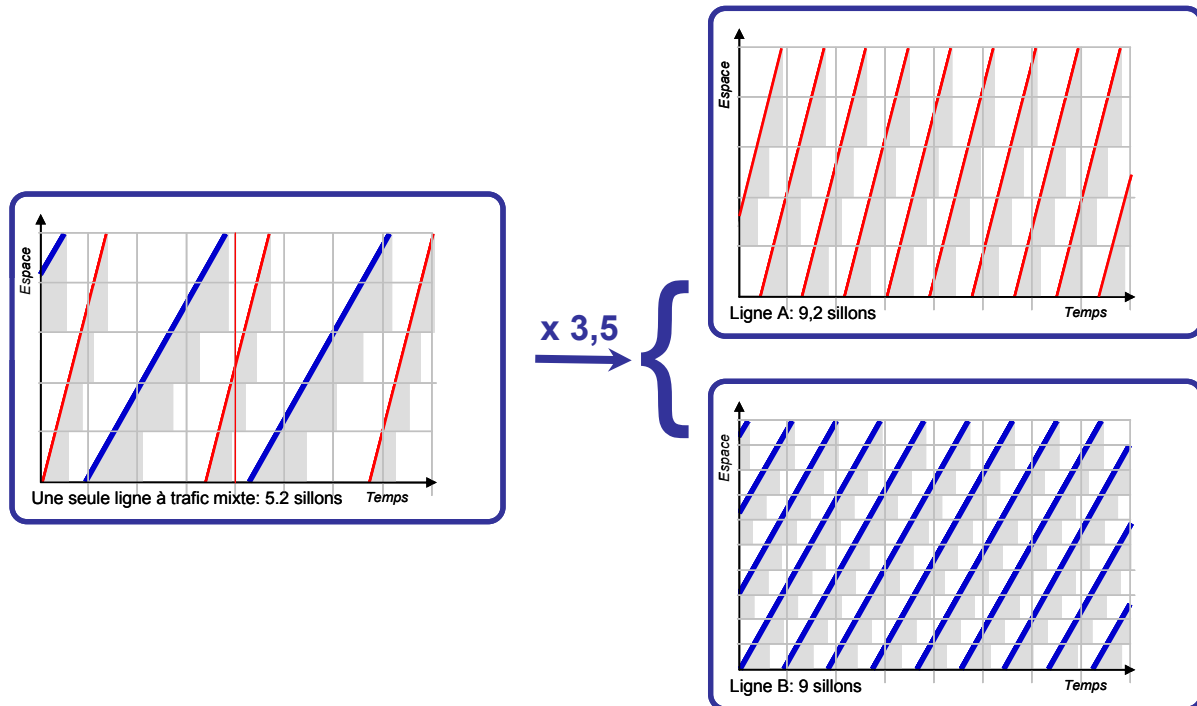 Espace
Une seule ligne à trafic mixte: 5.2 sillons
Temps
x 3,5
{
Espace
Ligne A: 9,2 sillons
Temps
Espace
Ligne B: 9 sillons
Temps